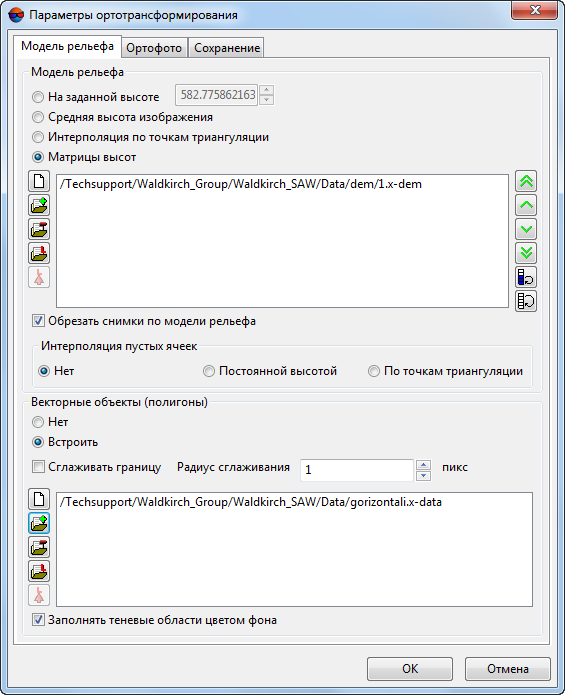 Параметры ортотрансформирования
Модель рельефа Ортофото Сохранение
Модель рельефа
На заданной высоте 582.775862163
Средняя высота изображения
Интерполяция по точкам триангуляции
Матрицы высот
/Techsupport/Waldkirch_Group/Waldkirch_SAW/Data/dem/1.x-dem
Обрезать снимки по модели рельефа
Интерполяция пустых ячеек
Нет Постоянной высотой По точкам триангуляции
Векторные объекты (полигоны)
Нет
Встроить
Сглаживать границу Радиус сглаживания 1 пикс
/Techsupport/Waldkirch_Group/Waldkirch_SAW/Data/gorizontali.x-data
Заполнять теневые области цветом фона
OK Отмена